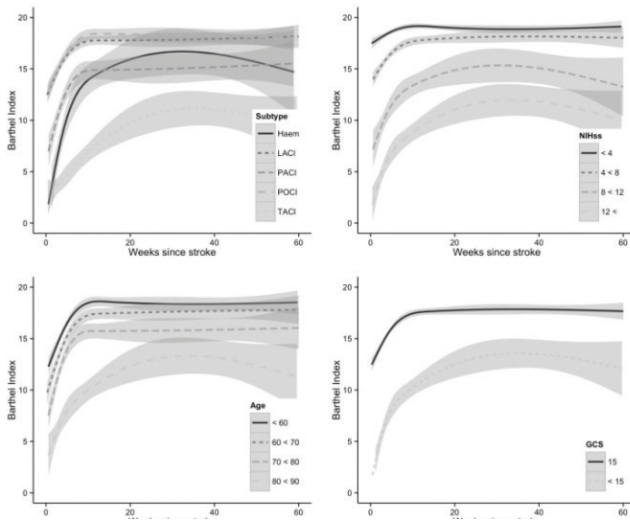 20
15
10
5
0
Barthel Index
0 20 40 60
Weeks since stroke
Subtype
Haem
LACI
PACI
POCI
TACI
20
15
10
5
0
Barthel Index
0 20 40 60
Weeks since stroke
NIHss
< 4
4 < 8
8 < 12
12 <
20
15
10
5
0
Barthel Index
0 20 40 60
Age
< 60
60 < 70
70 < 80
80 < 90
20
15
10
5
0
Barthel Index
0 20 40 60
GCS
15
< 15